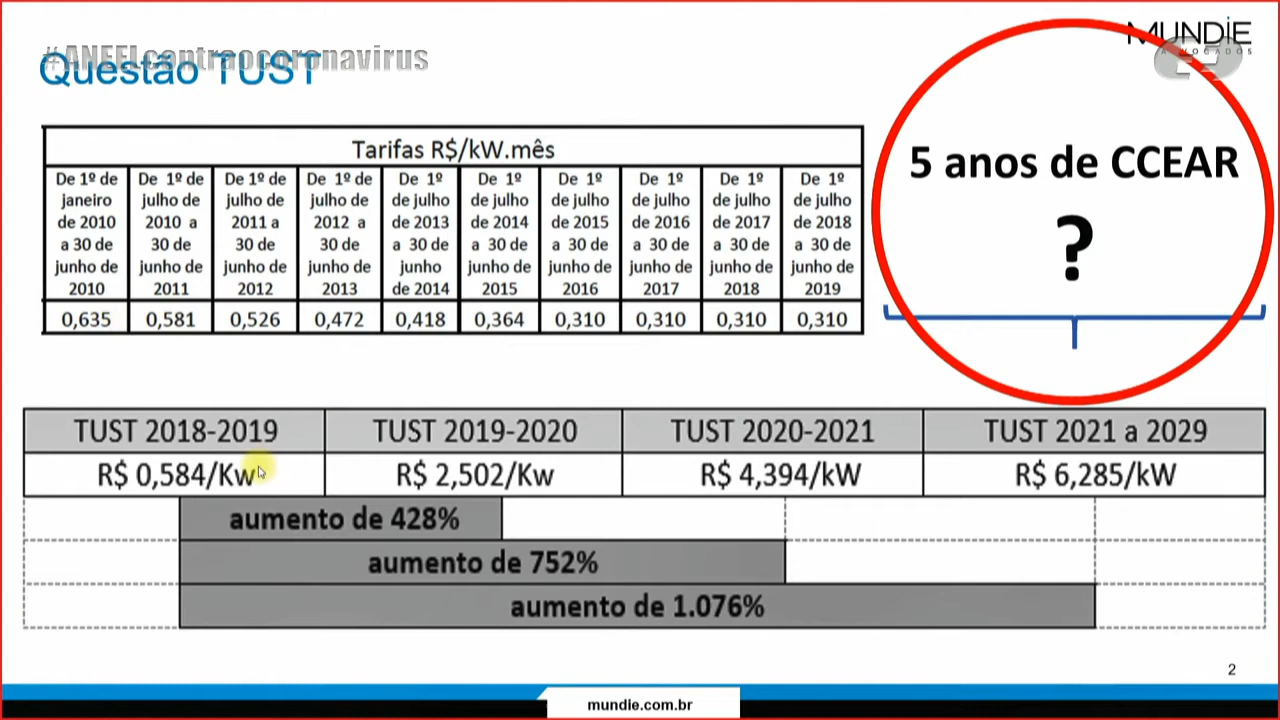 #ANEELcontraocoronavirus
Questão TUST
MUNDIE
ADVOGADOS
Tarifas R$/kW.mês
De 1º de janeiro de 2010 a 30 de junho de 2010
De 1º de julho de 2010 a 30 de junho de 2011
De 1º de julho de 2011 a 30 de junho de 2012
De 1º de julho de 2012 a 30 de junho de 2013
De 1º de julho de 2013 a 30 de junho de 2014
De 1º de julho de 2014 a 30 de junho de 2015
De 1º de julho de 2015 a 30 de junho de 2016
De 1º de julho de 2016 a 30 de junho de 2017
De 1º de julho de 2017 a 30 de junho de 2018
De 1º de julho de 2018 a 30 de junho de 2019
0,635 0,581 0,526 0,472 0,418 0,364 0,310 0,310 0,310 0,310
5 anos de CCEAR
?
TUST 2018-2019 TUST 2019-2020 TUST 2020-2021 TUST 2021 a 2029
R$ 0,584/Kw R$ 2,502/Kw R$ 4,394/kW R$ 6,285/kW
aumento de 428%
aumento de 752%
aumento de 1.076%
2
mundie.com.br